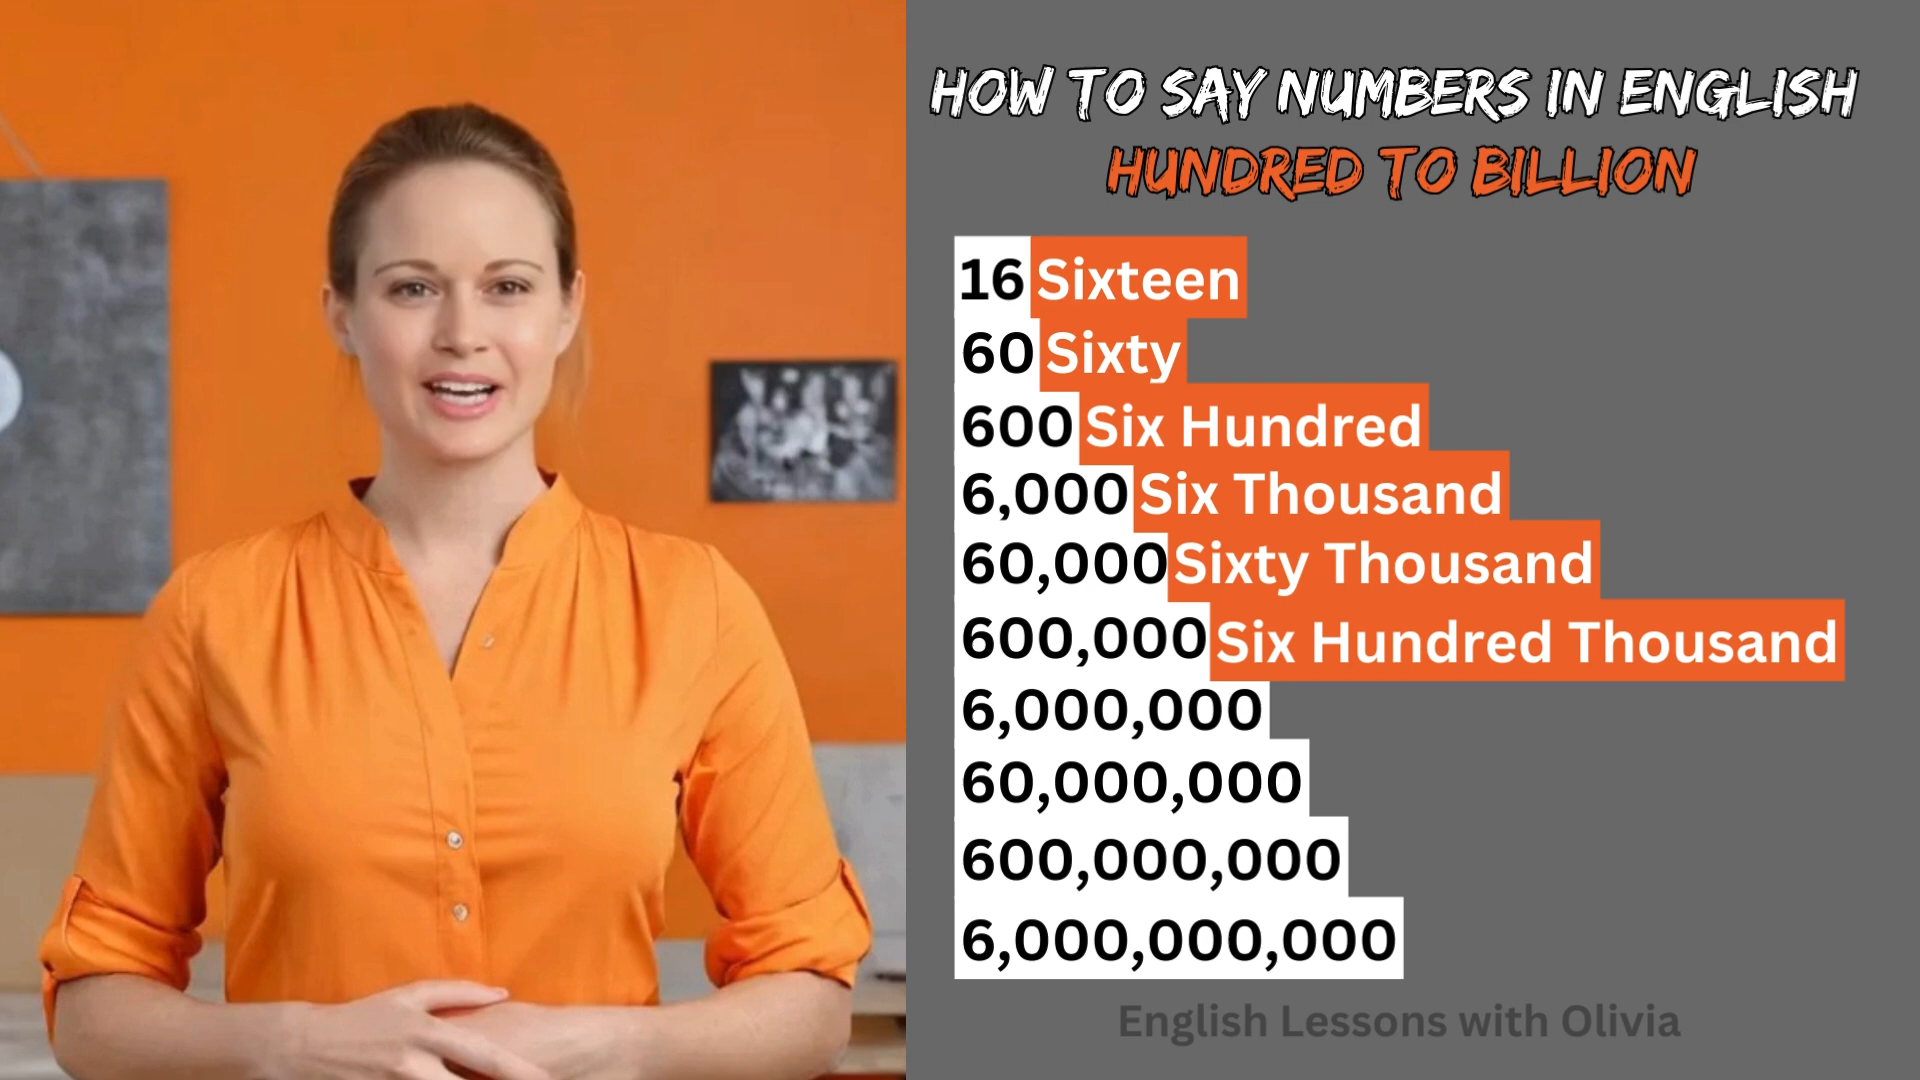 HOW TO SAY NUMBERS IN ENGLISH
HUNDRED TO BILLION
16 Sixteen
60 Sixty
600 Six Hundred
6,000 Six Thousand
60,000 Sixty Thousand
600,000 Six Hundred Thousand
6,000,000
60,000,000
600,000,000
6,000,000,000
English Lessons with Olivia